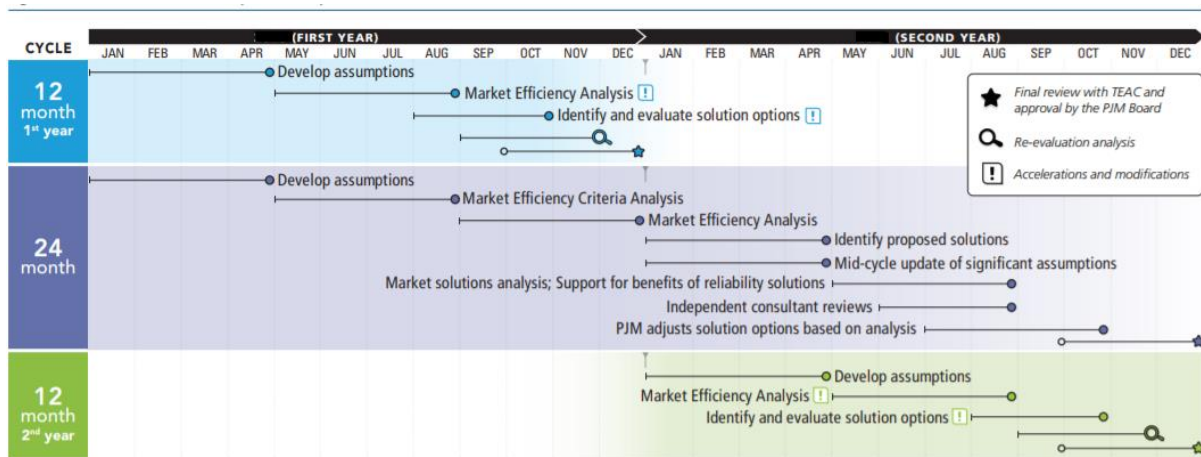 CYCLE
(FIRST YEAR)
(SECOND YEAR)
JAN FEB MAR APR MAY JUN JUL AUG SEP OCT NOV DEC JAN FEB MAR APR MAY JUN JUL AUG SEP OCT NOV DEC
12
month
1st year
Develop assumptions
Market Efficiency Analysis !
Identify and evaluate solution options !
Final review with TEAC and
approval by the PJM Board
Re-evaluation analysis
! Accelerations and modifications
24
month
Develop assumptions
Market Efficiency Criteria Analysis
Market Efficiency Analysis
Identify proposed solutions
Mid-cycle update of significant assumptions
Market solutions analysis; Support for benefits of reliability solutions
Independent consultant reviews
PJM adjusts solution options based on analysis
12
month
2nd year
Develop assumptions
Market Efficiency Analysis !
Identify and evaluate solution options !